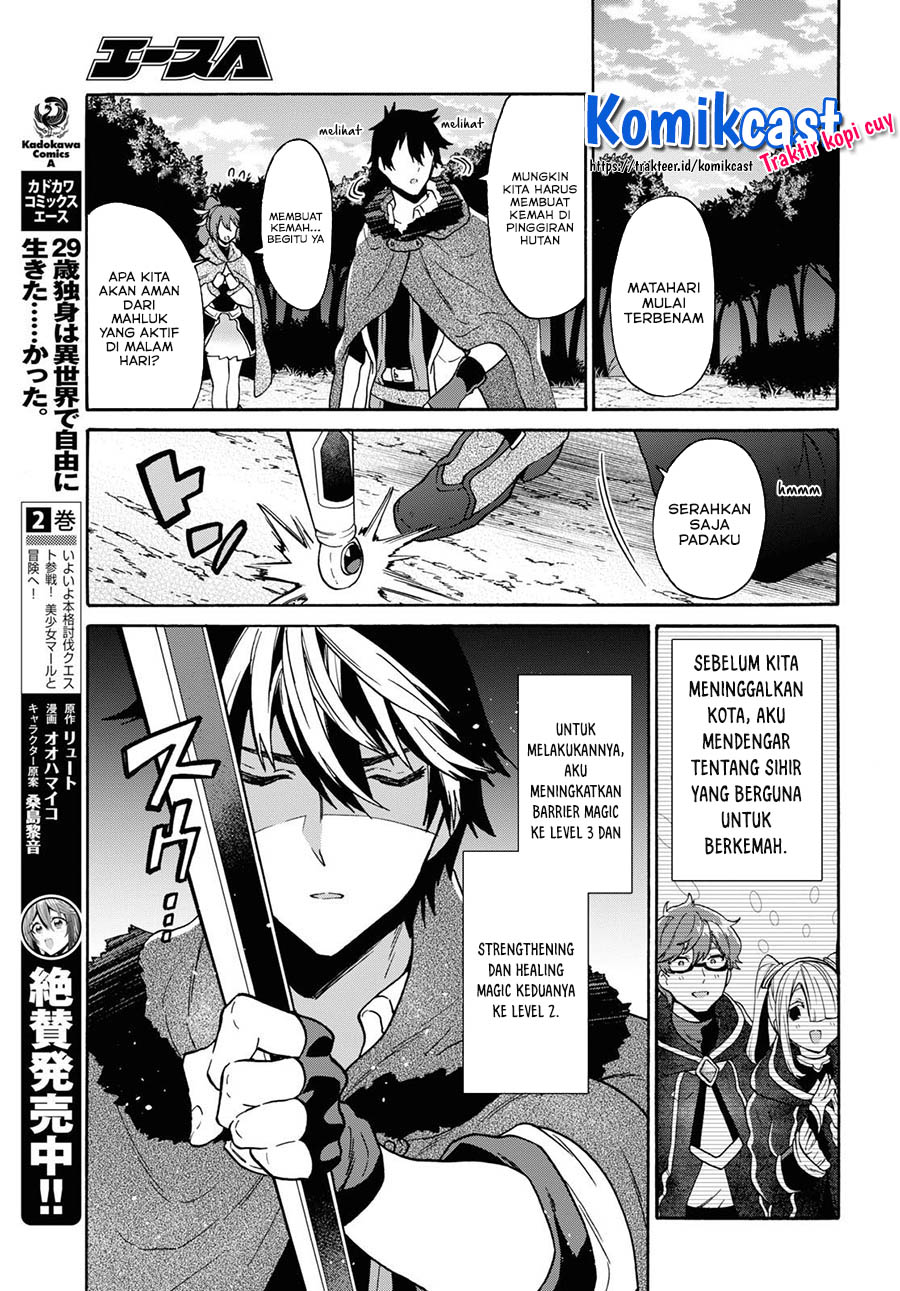 エースA
Komikcast
Traktir kopi cuy
https://trakteer.id/komikcast
MATAHARI
MULAI
TERBENAM
MUNGKIN
KITA HARUS
MEMBUAT
KEMAH DI
PINGGIRAN
HUTAN
melihat
melihat
MEMBUAT
KEMAH...
BEGITU YA
APA KITA
AKAN AMAN
DARI
MAHLUK
YANG AKTIF
DI MALAM
HARI?
hmmm
SERAHKAN
SAJA
PADAKU
トン
SEBELUM KITA
MENINGGALKAN
KOTA, AKU
MENDENGAR
TENTANG SIHIR
YANG BERGUNA
UNTUK
BERKEMAH.
UNTUK
MELAKUKANNYA,
AKU
MENINGKATKAN
BARRIER MAGIC
KE LEVEL 3 DAN
STRENGTHENING
DAN HEALING
MAGIC KEDUANYA
KE LEVEL 2.
スゥ…
Kadokawa
Comics
A
カドカワ
コミックス
エース
29歳独身は異世界で自由に
生きた……かった。
2巻
いよいよ本格討伐クエス
ト参戦！ 美少女マールと
冒険へ！
原作 リュート
漫画 オオハマイコ
キャラクター原案 桑島黎音
絶賛発売中!!